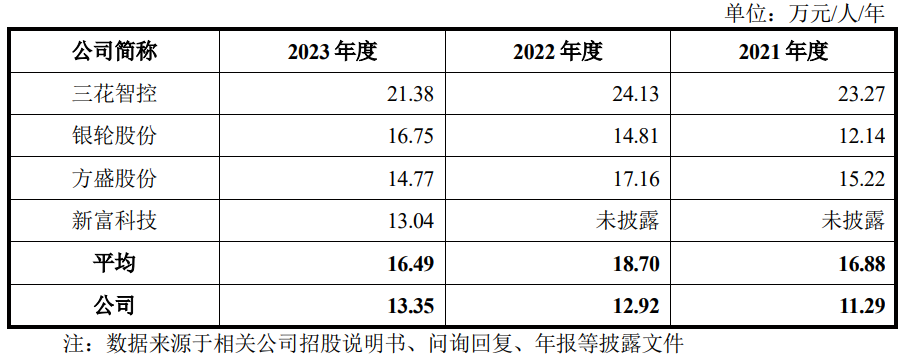 单位：万元/人/年
公司简称 2023 年度 2022 年度 2021 年度
三花智控 21.38 24.13 23.27
银轮股份 16.75 14.81 12.14
方盛股份 14.77 17.16 15.22
新富科技 13.04 未披露 未披露
平均 16.49 18.70 16.88
公司 13.35 12.92 11.29
注：数据来源于相关公司招股说明书、问询回复、年报等披露文件